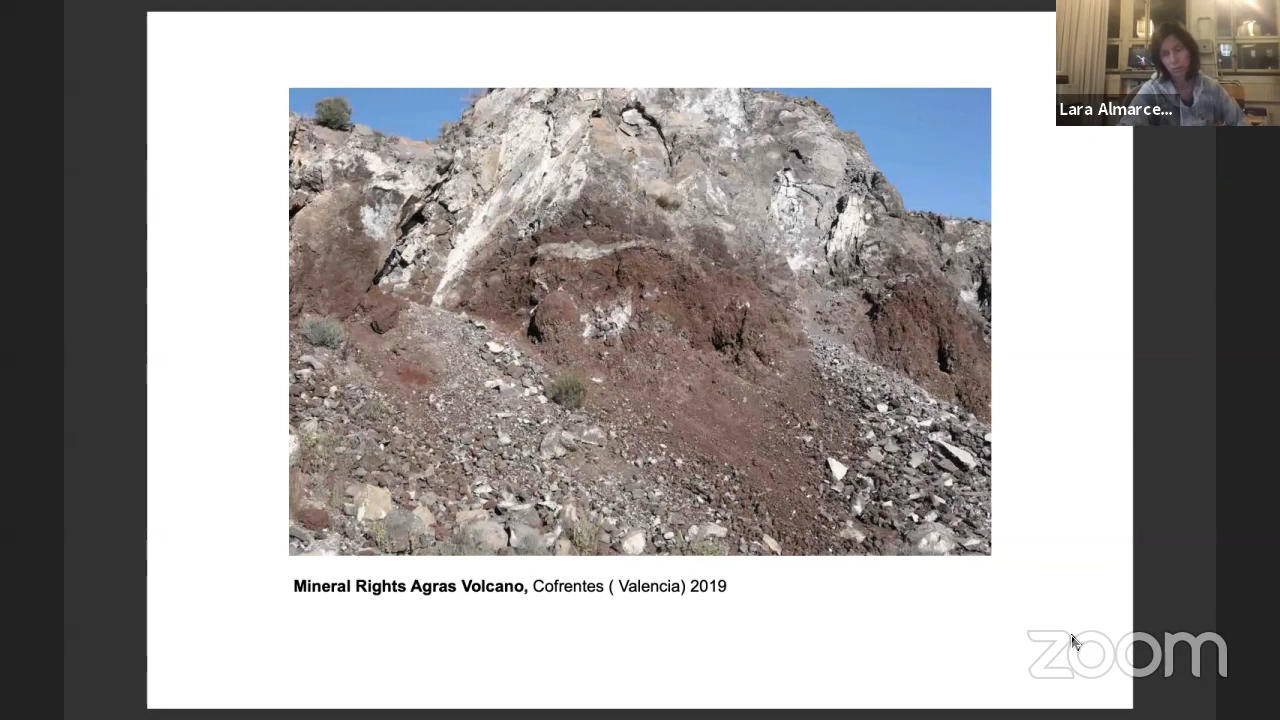 Lara Almarce...
Mineral Rights Agras Volcano, Cofrentes ( Valencia) 2019
zoom